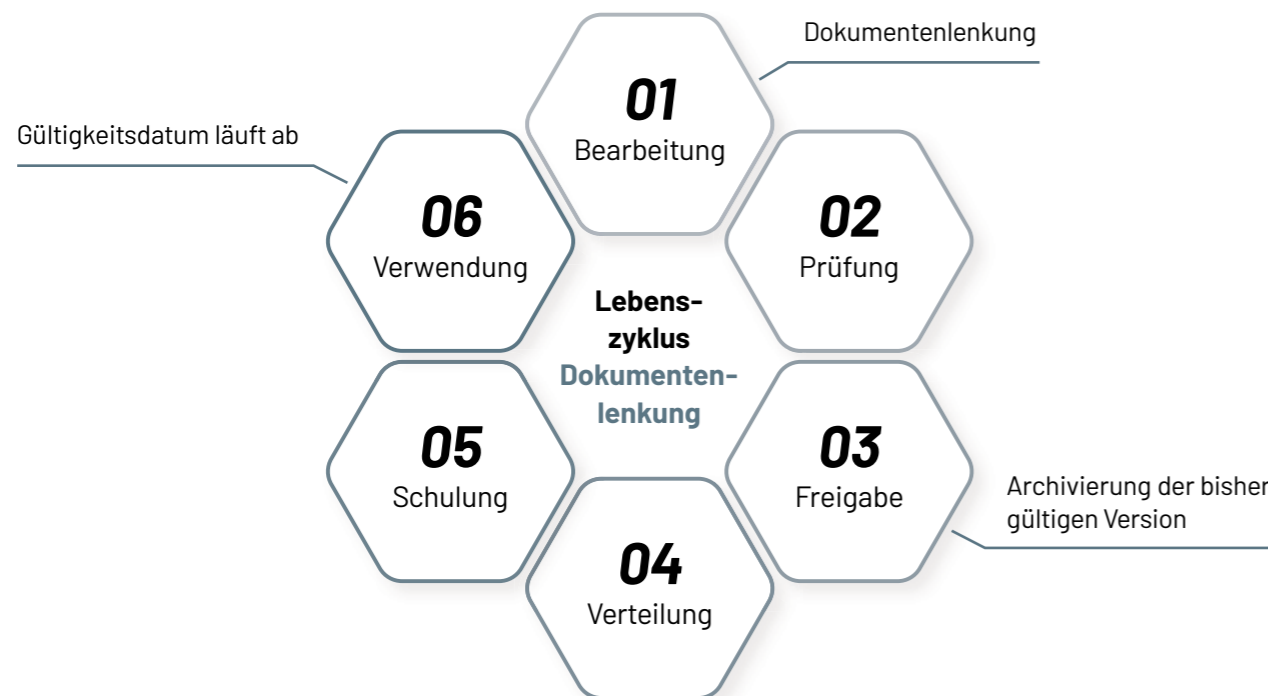 Dokumentenlenkung
01
Bearbeitung
Gültigkeitsdatum läuft ab
06
Verwendung
02
Prüfung
Lebens-
zyklus
Dokumenten-
lenkung
05
Schulung
03
Freigabe
Archivierung der bisher
gültigen Version
04
Verteilung